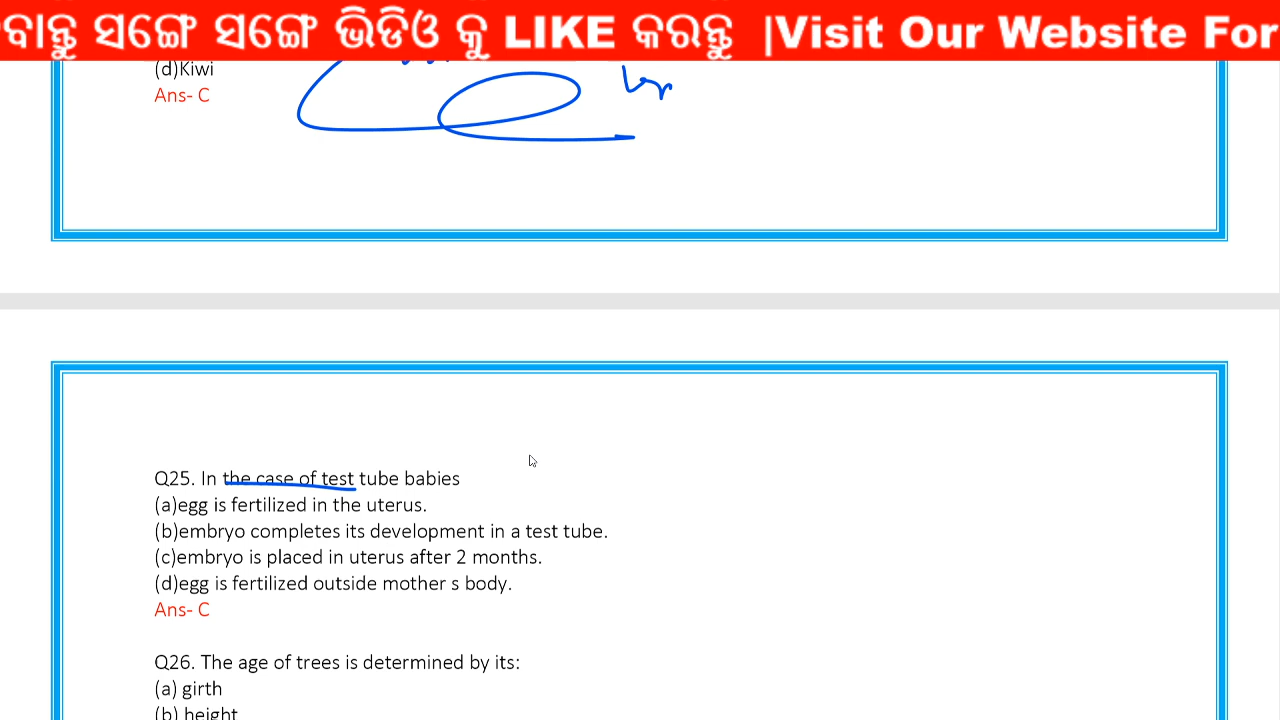 ବାନ୍ତୁ ସଙ୍ଗେ ସଙ୍ଗେ ଭିଡିଓ କୁ LIKE କରନ୍ତୁ |Visit Our Website For
(d)Kiwi
Ans- C
Q25. In the case of test tube babies
(a)egg is fertilized in the uterus.
(b)embryo completes its development in a test tube.
(c)embryo is placed in uterus after 2 months.
(d)egg is fertilized outside mother s body.
Ans- C
Q26. The age of trees is determined by its:
(a) girth
(b) height